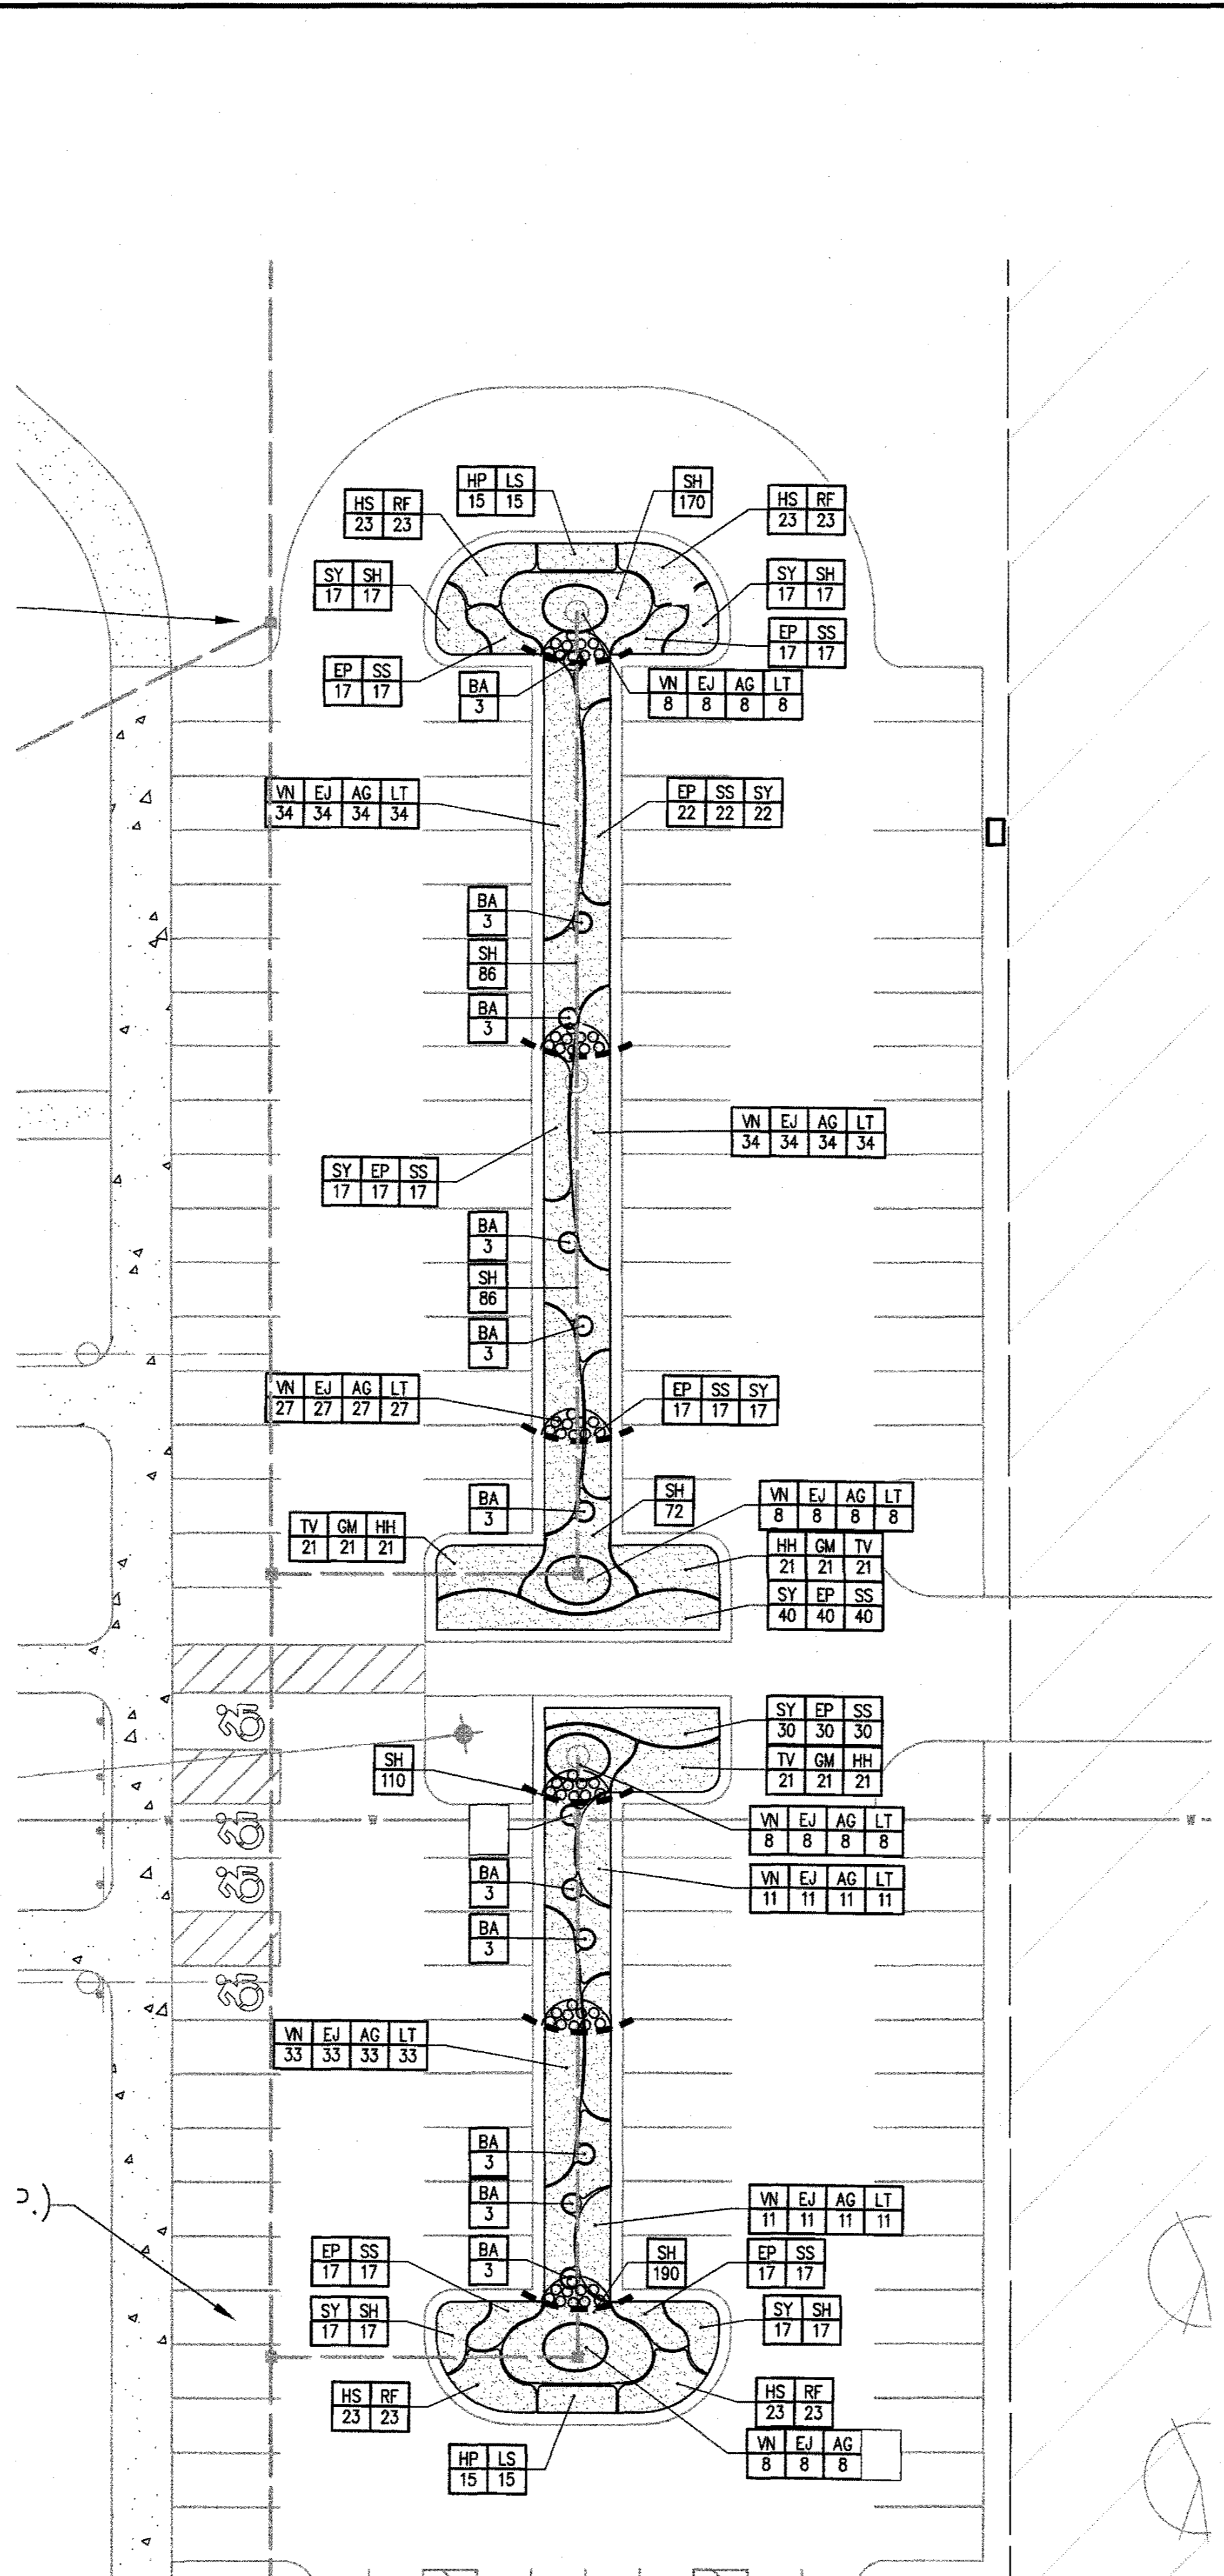 HP LS
15 15
SH
170
HS RF
23 23
HS RF
23 23
SY SH
17 17
SY SH
17 17
EP SS
17 17
EP SS
17 17
BA
3
VN EJ AG LT
8 8 8 8
VN EJ AG LT
34 34 34 34
EP SS SY
22 22 22
BA
3
SH
86
BA
3
VN EJ AG LT
34 34 34 34
SY EP SS
17 17 17
BA
3
SH
86
BA
3
VN EJ AG LT
27 27 27 27
EP SS SY
17 17 17
BA
3
SH
72
VN EJ AG LT
8 8 8 8
TV GM HH
21 21 21
HH GM TV
21 21 21
SY EP SS
40 40 40
SY EP SS
30 30 30
SH
110
TV GM HH
21 21 21
VN EJ AG LT
8 8 8 8
BA
3
VN EJ AG LT
11 11 11 11
BA
3
VN EJ AG LT
33 33 33 33
BA
3
BA
3
VN EJ AG LT
11 11 11 11
EP SS
17 17
BA
3
SH
190
EP SS
17 17
SY SH
17 17
SY SH
17 17
HS RF
23 23
HS RF
23 23
VN EJ AG
8 8 8
HP LS
15 15